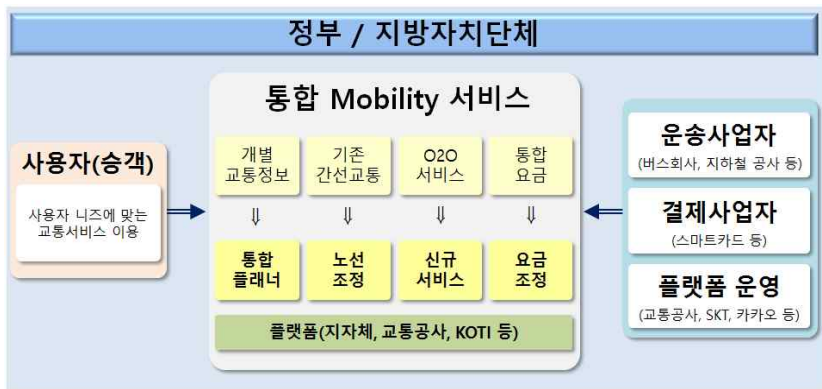 정부 / 지방자치단체
통합 Mobility 서비스
사용자(승객)
사용자 니즈에 맞는
교통서비스 이용
개별
교통정보
기존
간선교통
O2O
서비스
통합
요금
⇓ ⇓ ⇓ ⇓
통합
플래너
노선
조정
신규
서비스
요금
조정
플랫폼(지자체, 교통공사, KOTI 등)
운송사업자
(버스회사, 지하철 공사 등)
결제사업자
(스마트카드 등)
플랫폼 운영
(교통공사, SKT, 카카오 등)